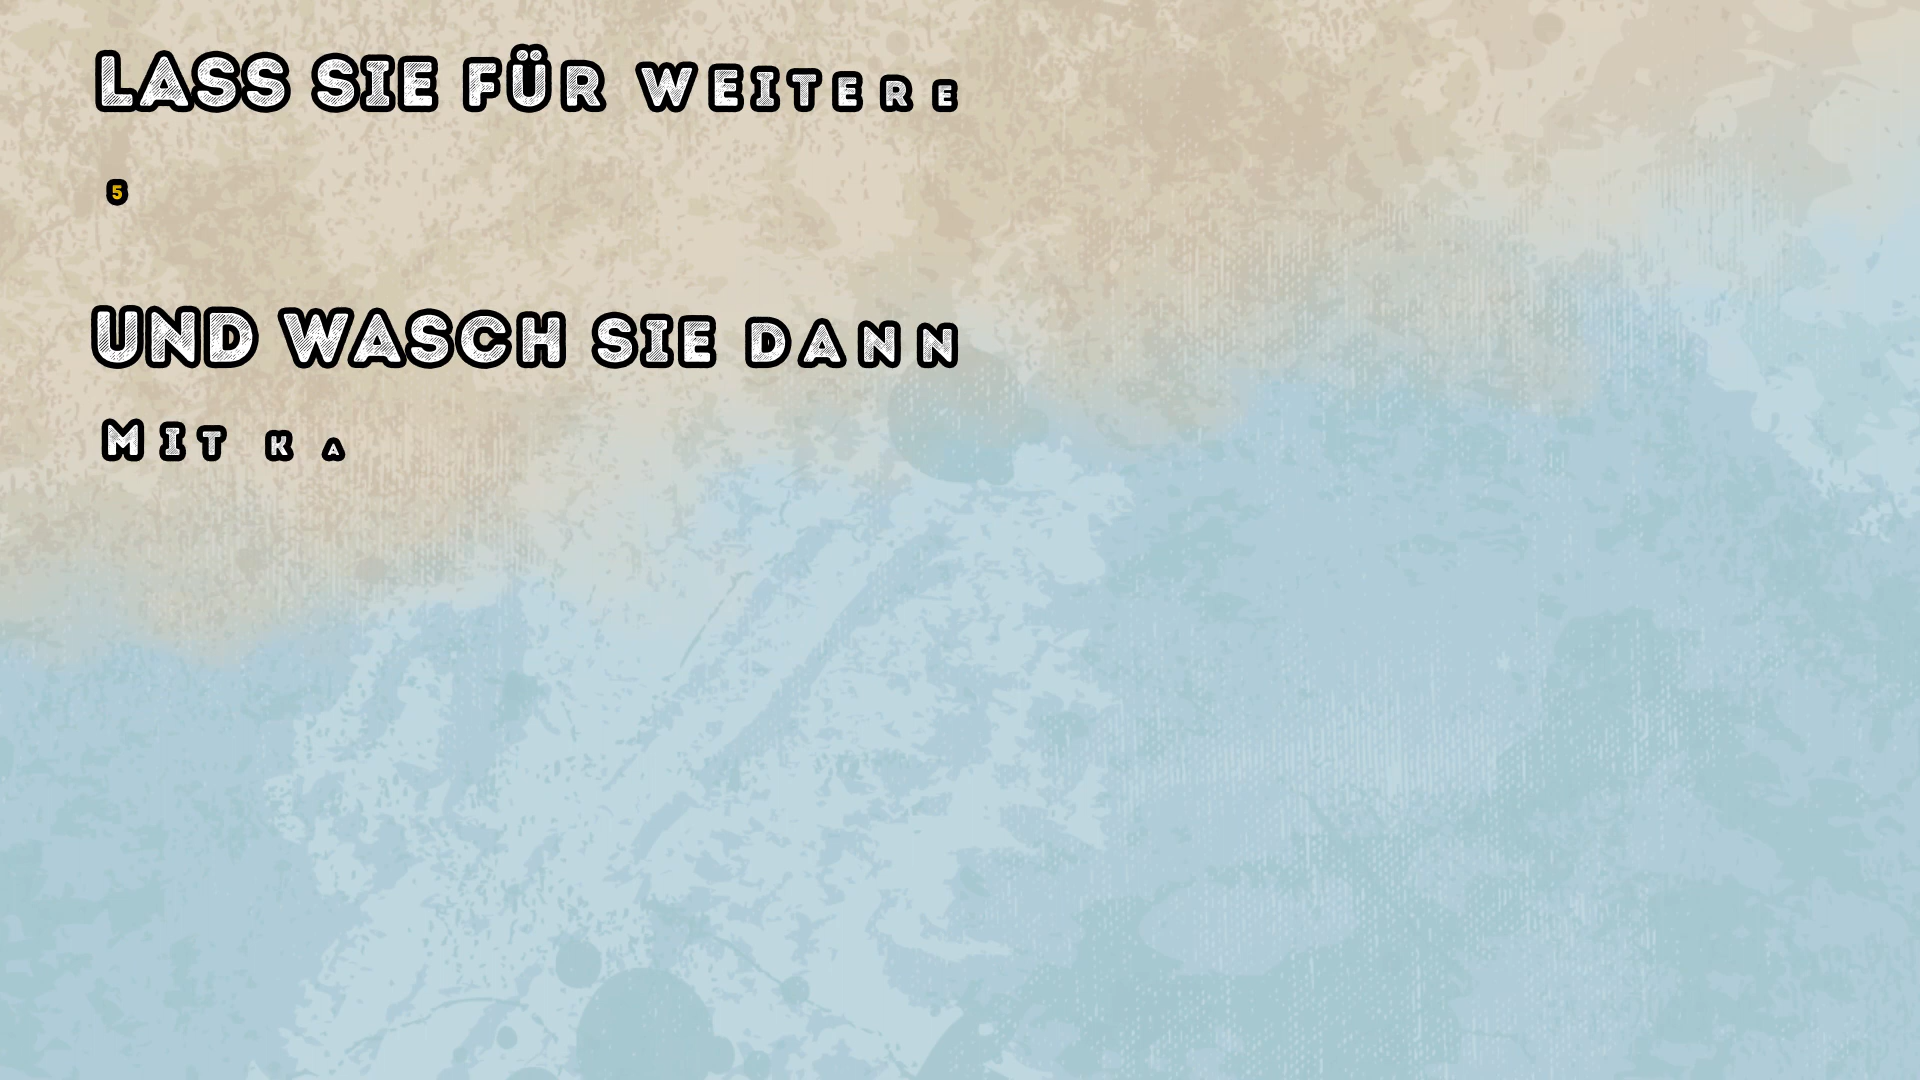 LASS SIE FÜR WEITERE
5
UND WASCH SIE DANN
MIT KA